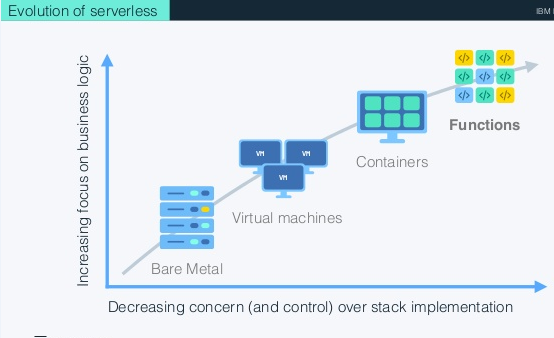 Evolution of serverless
IBM
Increasing focus on business logic
</>
</>
</>
</>
</>
</>
</>
</>
</>
Functions
Containers
VM
VM
VM
Virtual machines
Bare Metal
Decreasing concern (and control) over stack implementation